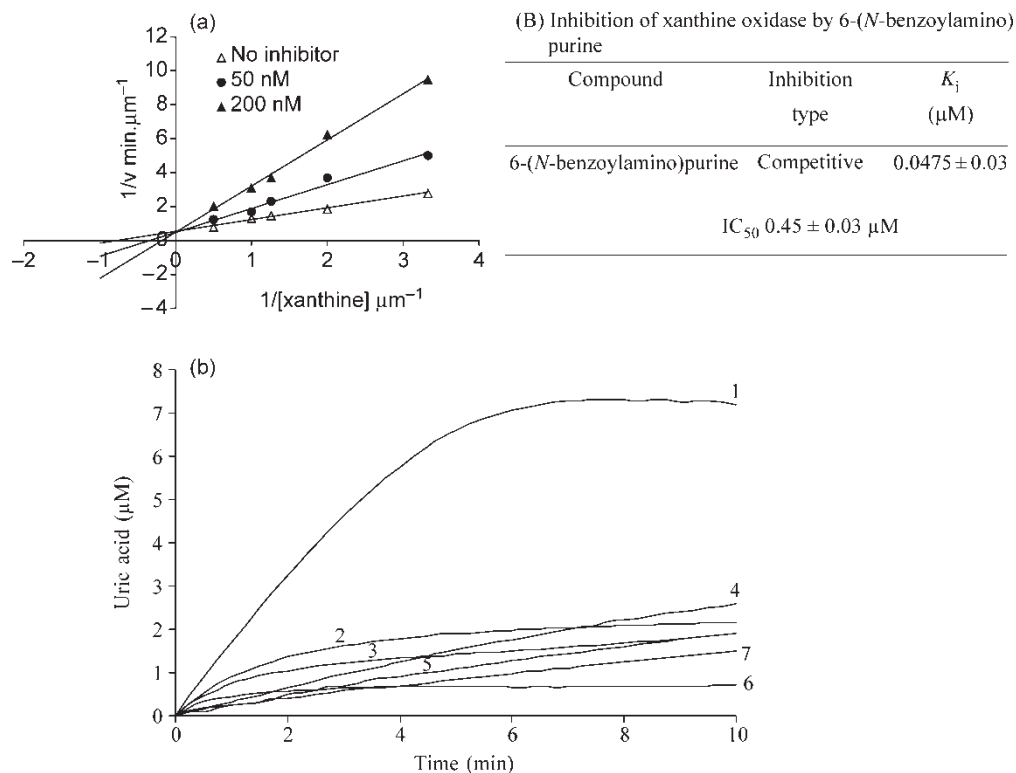 (a)
△ No inhibitor
● 50 nM
▲ 200 nM
12
10
8
6
4
2
0
−2
−4
1/v min.μm⁻¹
−2
−1
0
1
2
3
4
1/[xanthine] μm⁻¹
(B) Inhibition of xanthine oxidase by 6-(N-benzoylamino)
purine
Compound Inhibition Kᵢ
type (μM)
6-(N-benzoylamino)purine Competitive 0.0475 ± 0.03
IC₅₀ 0.45 ± 0.03 μM
(b)
8
7
6
5
4
3
2
1
0
Uric acid (μM)
1
2
3
4
5
7
6
0 2 4 6 8 10
Time (min)